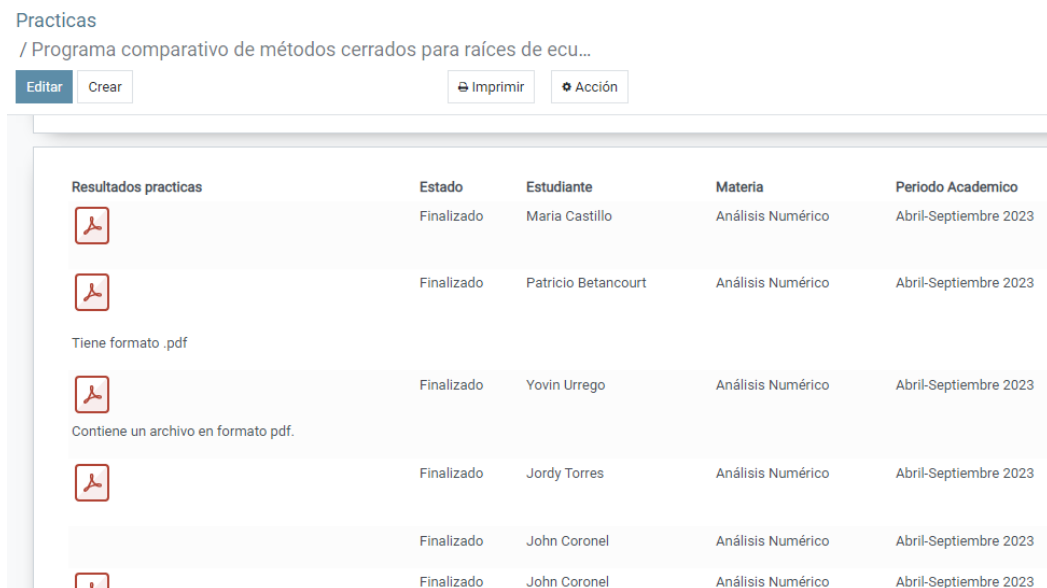 Practicas
/ Programa comparativo de métodos cerrados para raíces de ecu...
Editar Crear Imprimir Acción
Resultados practicas Estado Estudiante Materia Periodo Academico
Finalizado Maria Castillo Análisis Numérico Abril-Septiembre 2023
Finalizado Patricio Betancourt Análisis Numérico Abril-Septiembre 2023
Tiene formato .pdf
Finalizado Yovin Urrego Análisis Numérico Abril-Septiembre 2023
Contiene un archivo en formato pdf.
Finalizado Jordy Torres Análisis Numérico Abril-Septiembre 2023
Finalizado John Coronel Análisis Numérico Abril-Septiembre 2023
Finalizado John Coronel Análisis Numérico Abril-Septiembre 2023